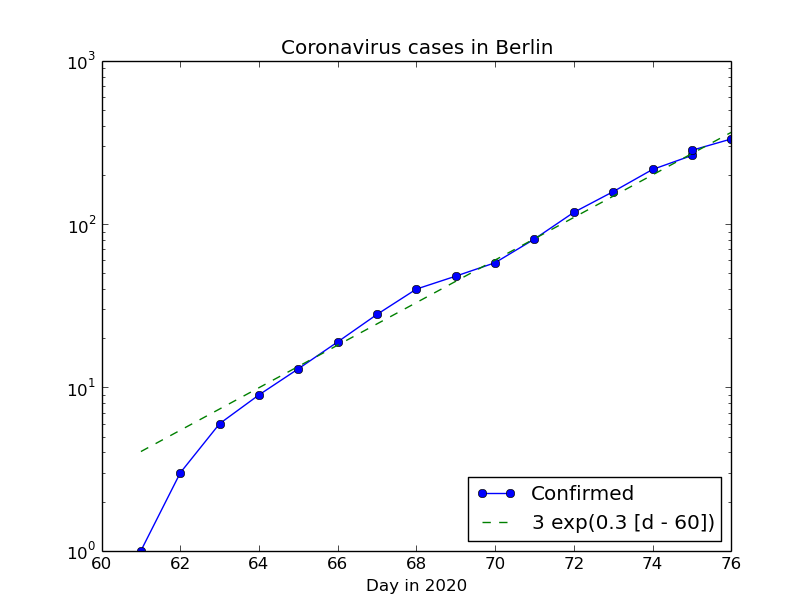 Coronavirus cases in Berlin
10^3
10^2
10^1
10^0
60 62 64 66 68 70 72 74 76
Day in 2020
Confirmed
3 exp(0.3 [d - 60])